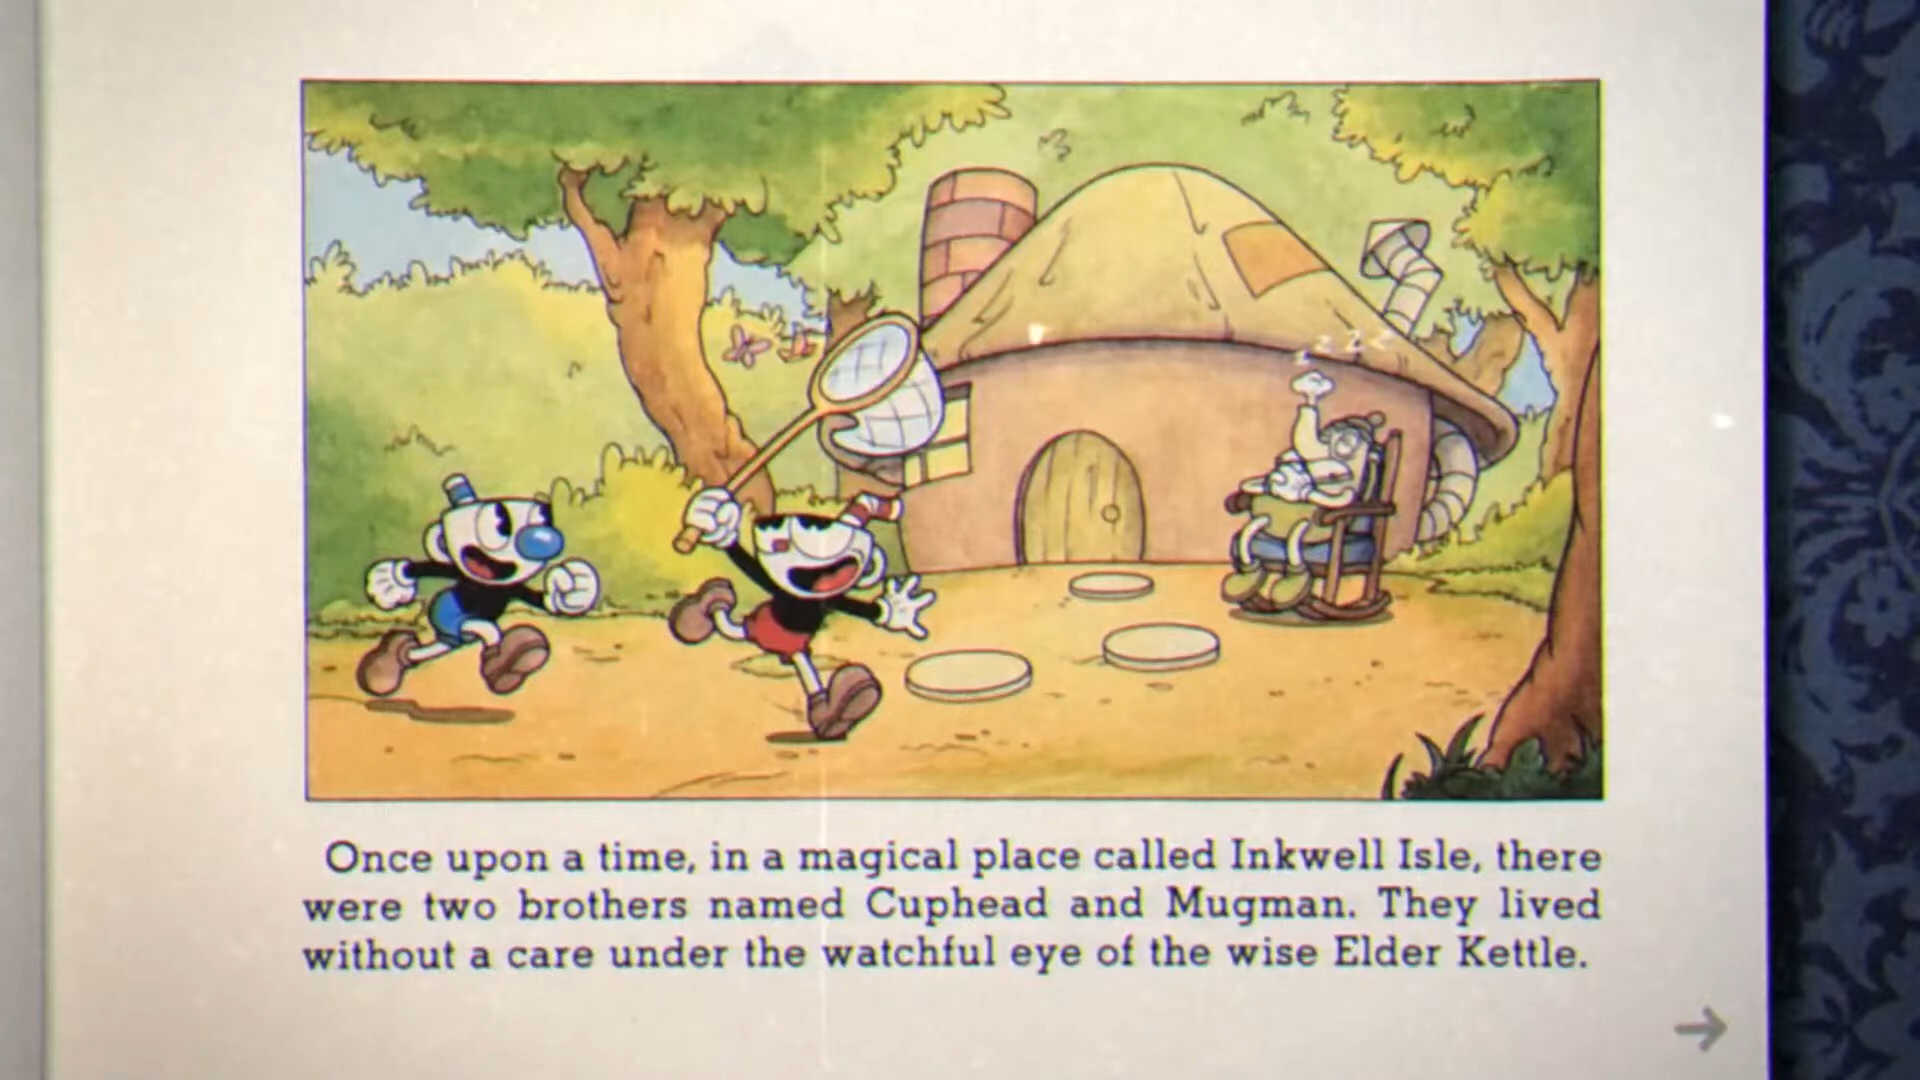 z z z z
Once upon a time, in a magical place called Inkwell Isle, there
were two brothers named Cuphead and Mugman. They lived
without a care under the watchful eye of the wise Elder Kettle.